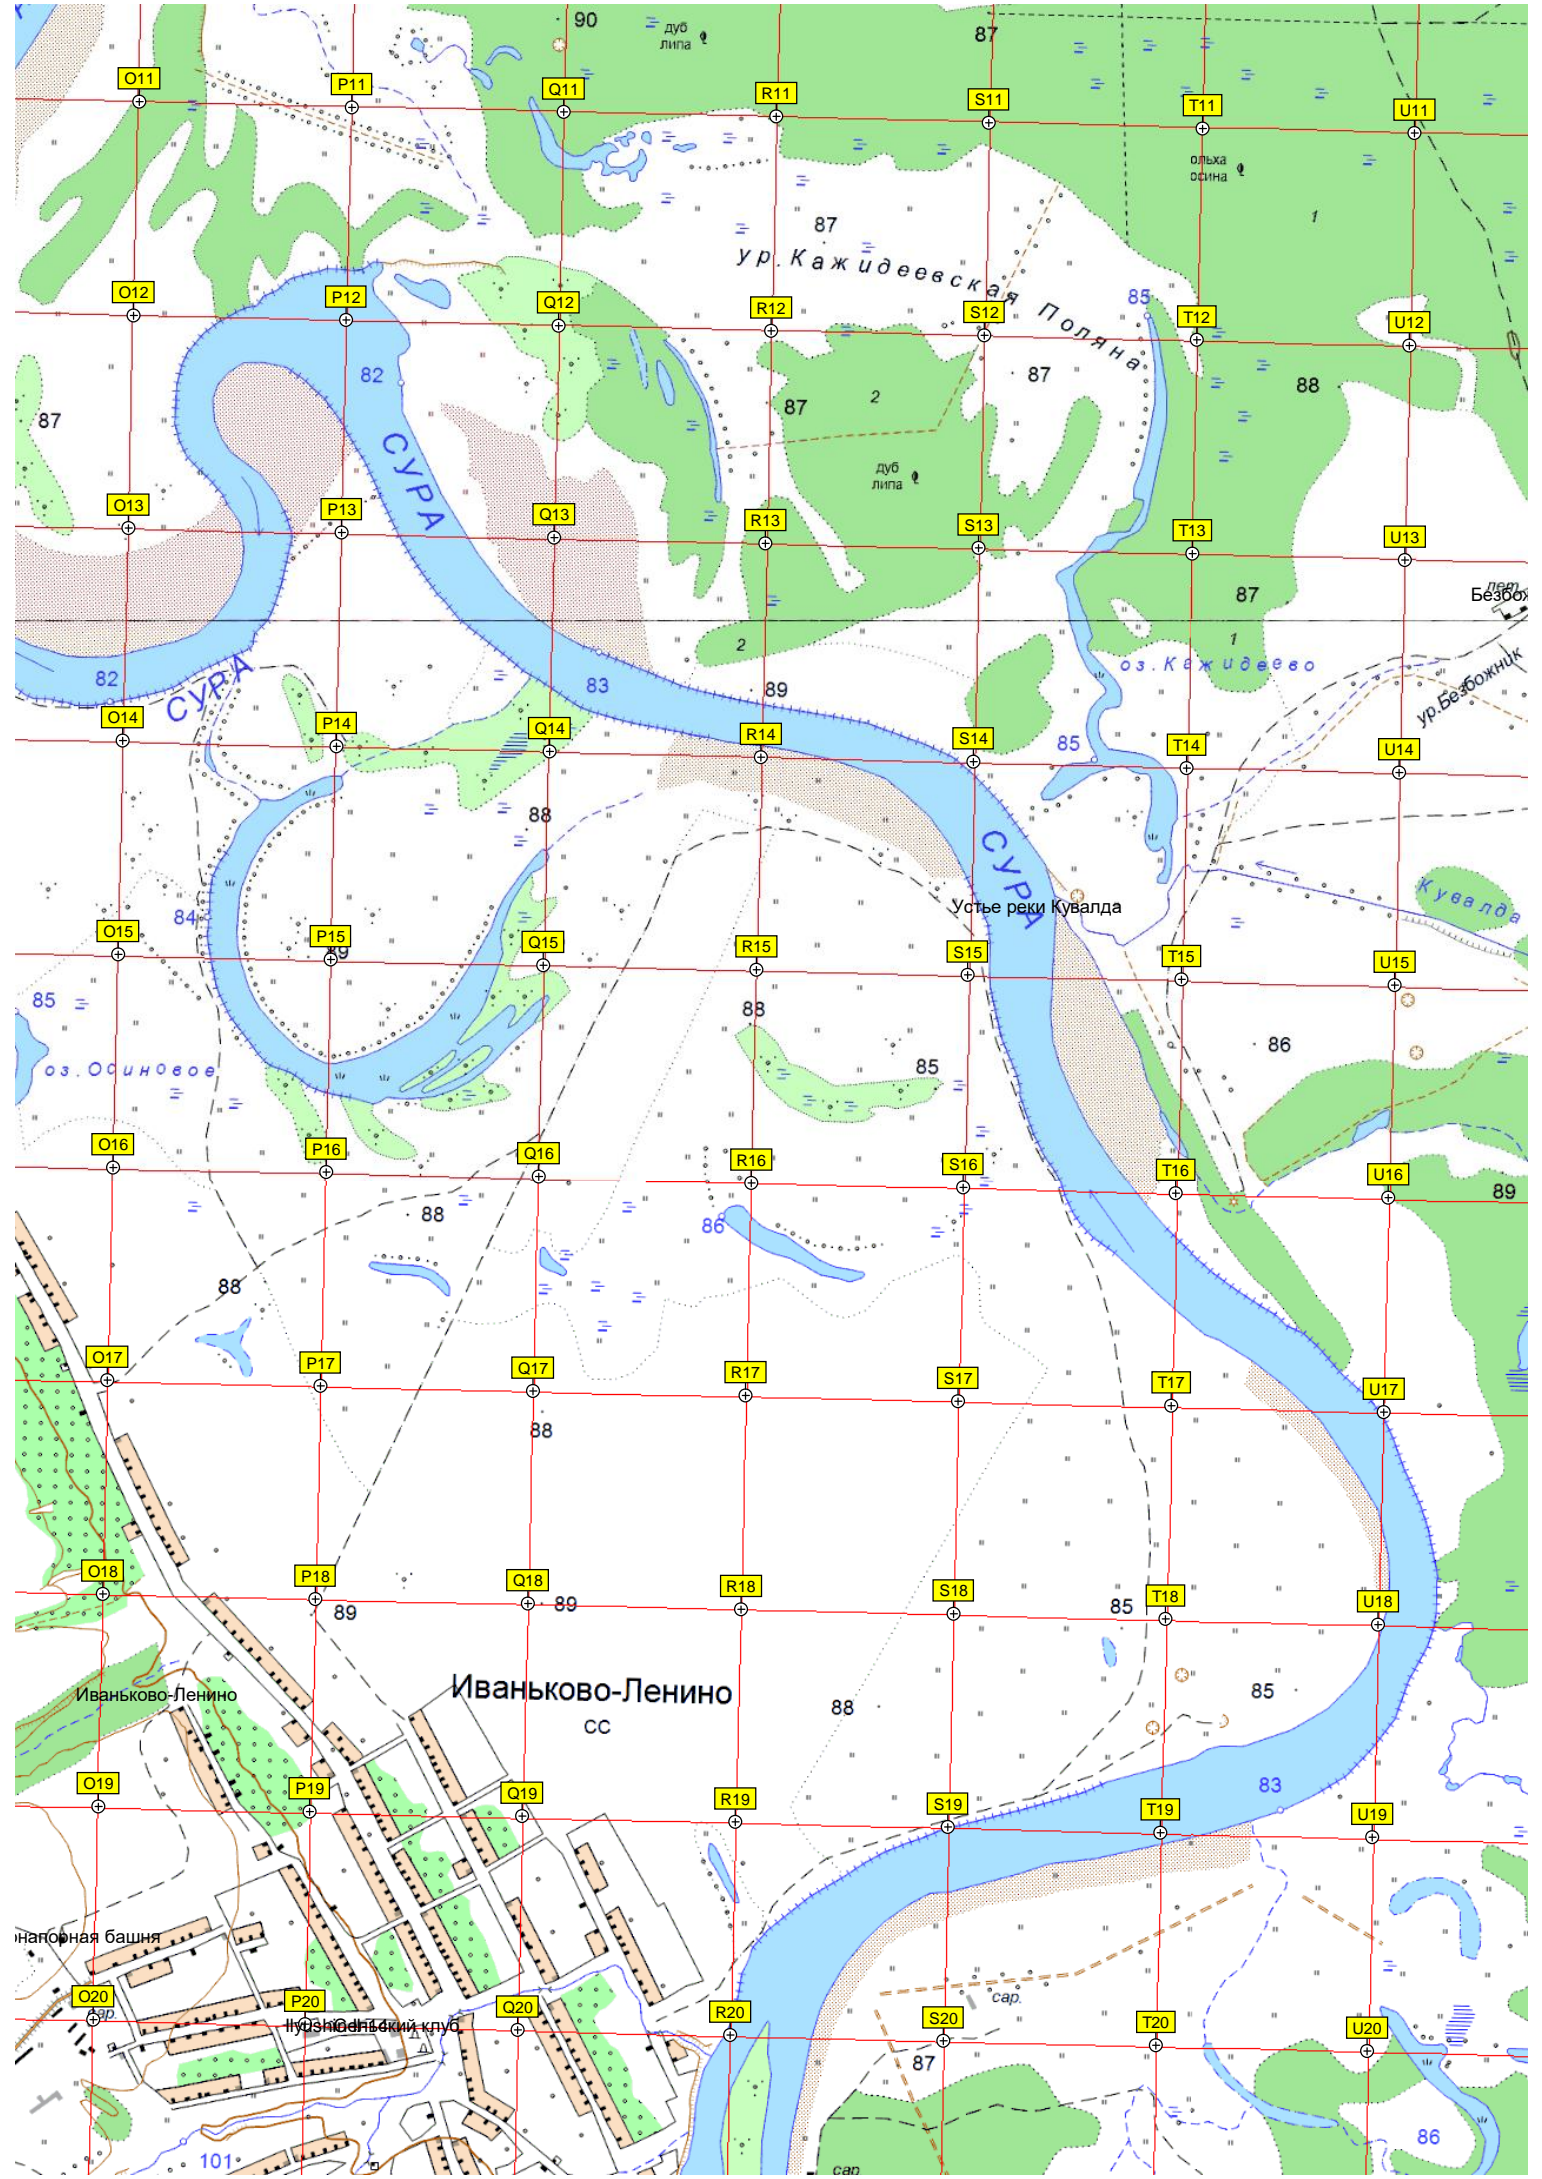 90
дуб
липа
87
O11
P11
Q11
R11
S11
T11
U11
ольха
осина
1
87
ур. Кажидеевская Поляна
85
O12
P12
Q12
R12
S12
T12
U12
82
87
88
87
87
2
СУРА
дуб
липа
O13
P13
Q13
R13
S13
T13
U13
87
лет.
Безбож
2
1
оз. Кажидеево
82
СУРА
83
89
ур. Безбожник
O14
P14
Q14
R14
S14
85
T14
U14
88
СУРА
Кувалда
84
Устье реки Кувалда
O15
P15
89
Q15
R15
S15
T15
U15
85
88
86
оз. Осиновое
85
O16
P16
Q16
R16
S16
T16
U16
89
88
86
88
O17
P17
Q17
R17
S17
T17
U17
88
O18
P18
Q18
R18
S18
T18
U18
89
89
85
Иваньково-Ленино
Иваньково-Ленино
СС
88
85
O19
P19
Q19
R19
S19
83
T19
U19
онапорная башня
O20
P20
Q20
R20
S20
T20
U20
сар.
сар.
клуб
87
86
101
сар